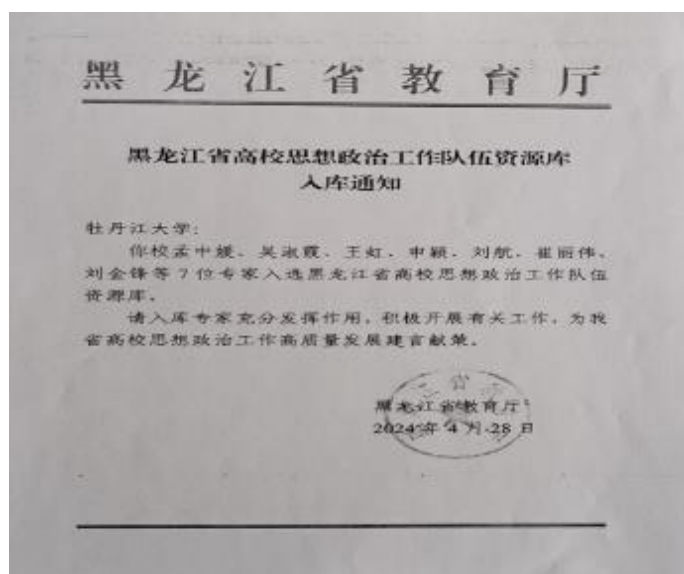 黑龙江省教育厅
黑龙江省高校思想政治工作队伍资源库
入库通知
牡丹江大学：
你校孟中媛、吴淑霞、王虹、申颖、刘航、崔丽伟、
刘金锋等7位专家入选黑龙江省高校思想政治工作队伍
资源库。
请入库专家充分发挥作用，积极开展有关工作，为我
省高校思想政治工作高质量发展建言献策。
黑龙江省教育厅
2024年4月28日